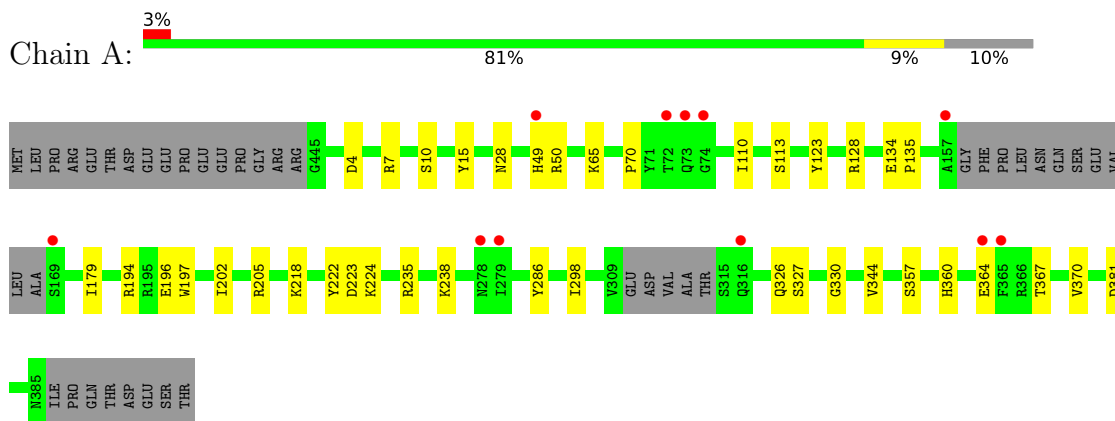 3%
Chain A:
81% 9% 10%
MET LEU PRO ARG GLU THR ASP GLU GLU PRO GLU GLU PRO GLY ARG ARG G445 D4 R7 S10 Y15 N28 H49 R50 K65 P70 Y71 T72 Q73 G74 I110 S113 Y123 R128 E134 P135 A157 GLY PHE PRO LEU ASN GLN SER GLU VAL
LEU ALA S169 I179 R194 R195 E196 W197 I202 R205 K218 Y222 D223 K224 R235 K238 N278 I279 Y286 I298 V309 GLU ASP VAL ALA THR S315 Q316 Q326 S327 G330 V344 S357 H360 E364 F365 R366 T367 V370
N385 ILE PRO GLN THR ASP GLU SER THR